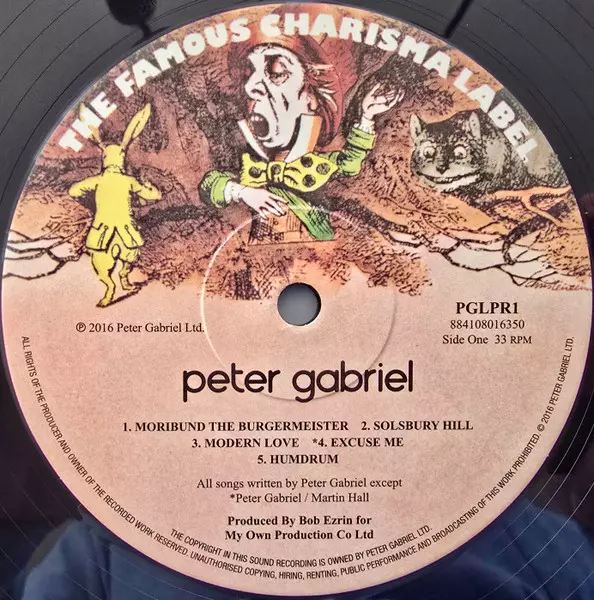 THE FAMOUS CHARISMA LABEL
℗ 2016 Peter Gabriel Ltd.
PGLPR1
884108016350
Side One 33 RPM
peter gabriel
1. MORIBUND THE BURGERMEISTER 2. SOLSBURY HILL
3. MODERN LOVE *4. EXCUSE ME
5. HUMDRUM
All songs written by Peter Gabriel except
*Peter Gabriel / Martin Hall
Produced By Bob Ezrin for
My Own Production Co Ltd
ALL RIGHTS OF THE PRODUCER AND OWNER OF THE RECORDED WORK RESERVED. UNAUTHORISED COPYING, HIRING, RENTING, PUBLIC PERFORMANCE AND BROADCASTING OF THIS WORK PROHIBITED. © 2016 PETER GABRIEL LTD.
THE COPYRIGHT IN THIS SOUND RECORDING IS OWNED BY PETER GABRIEL LTD.